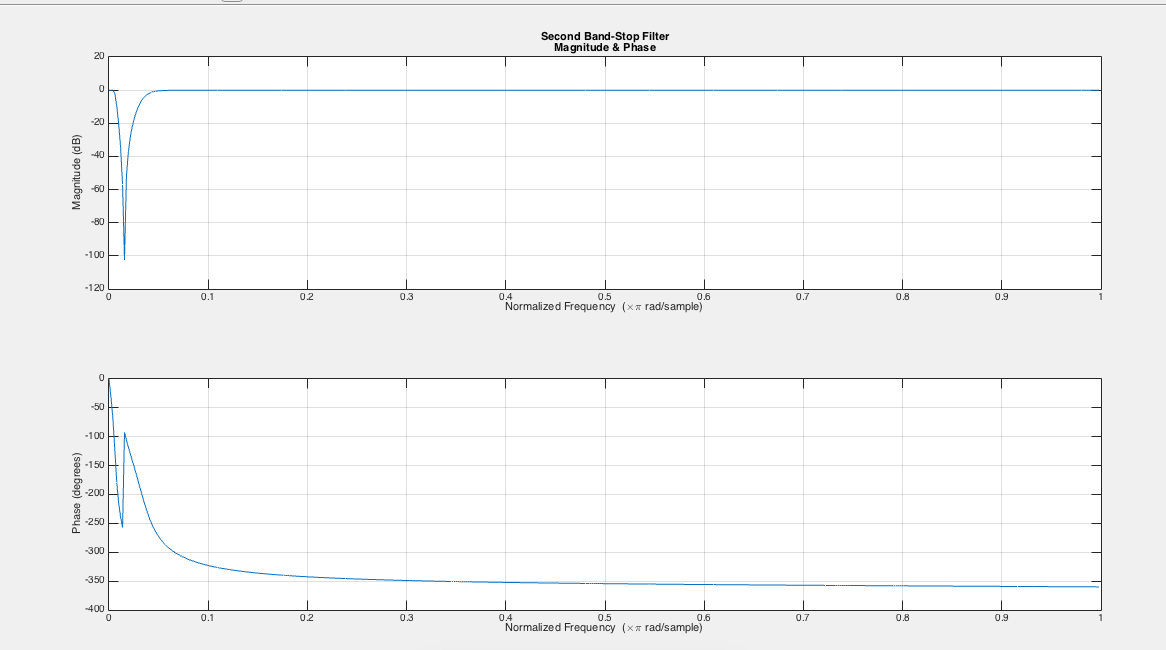 Second Band-Stop Filter
Magnitude & Phase
20
0
-20
-40
-60
-80
-100
-120
Magnitude (dB)
0 0.1 0.2 0.3 0.4 0.5 0.6 0.7 0.8 0.9 1
Normalized Frequency (×π rad/sample)
0
-50
-100
-150
-200
-250
-300
-350
-400
Phase (degrees)
0 0.1 0.2 0.3 0.4 0.5 0.6 0.7 0.8 0.9 1
Normalized Frequency (×π rad/sample)